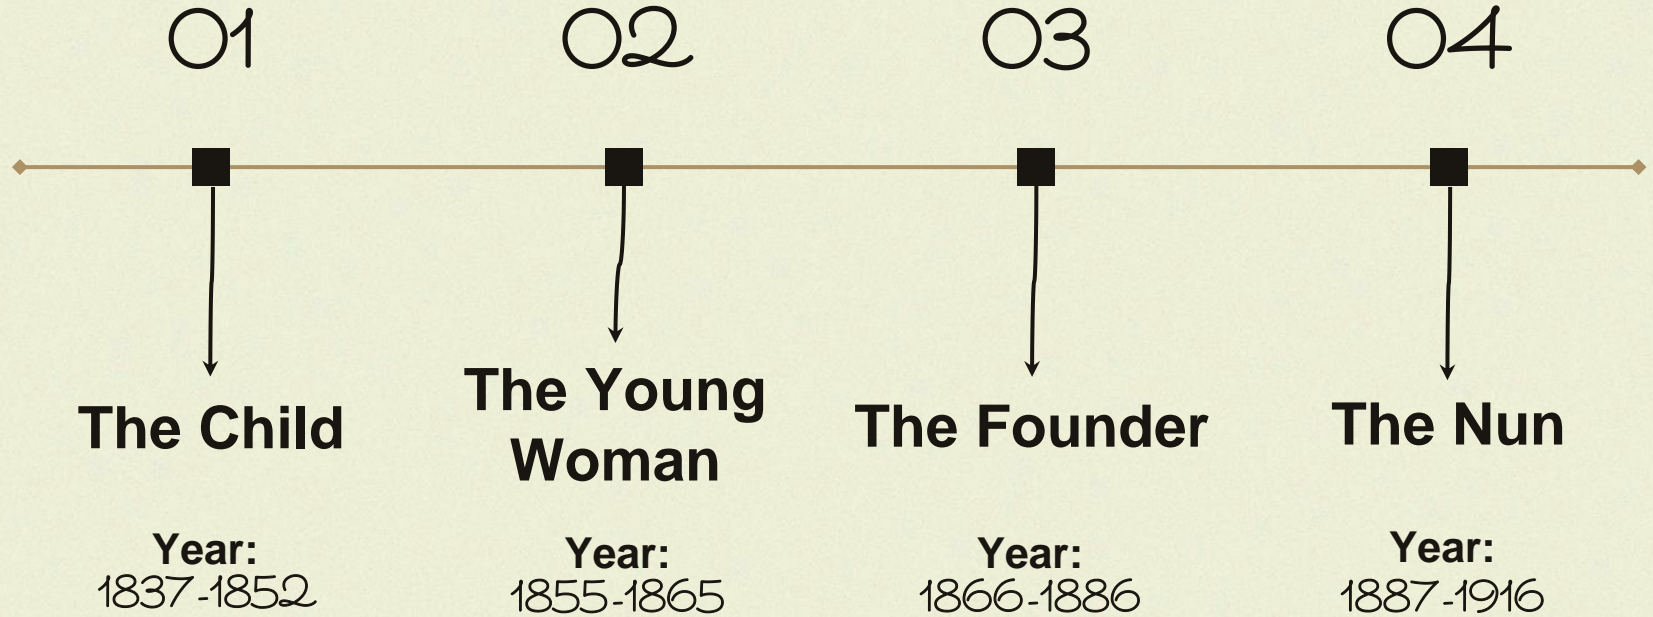 01
02
03
04
The Child
The Young
Woman
The Founder
The Nun
Year:
1837-1852
Year:
1855-1865
Year:
1866-1886
Year:
1887-1916